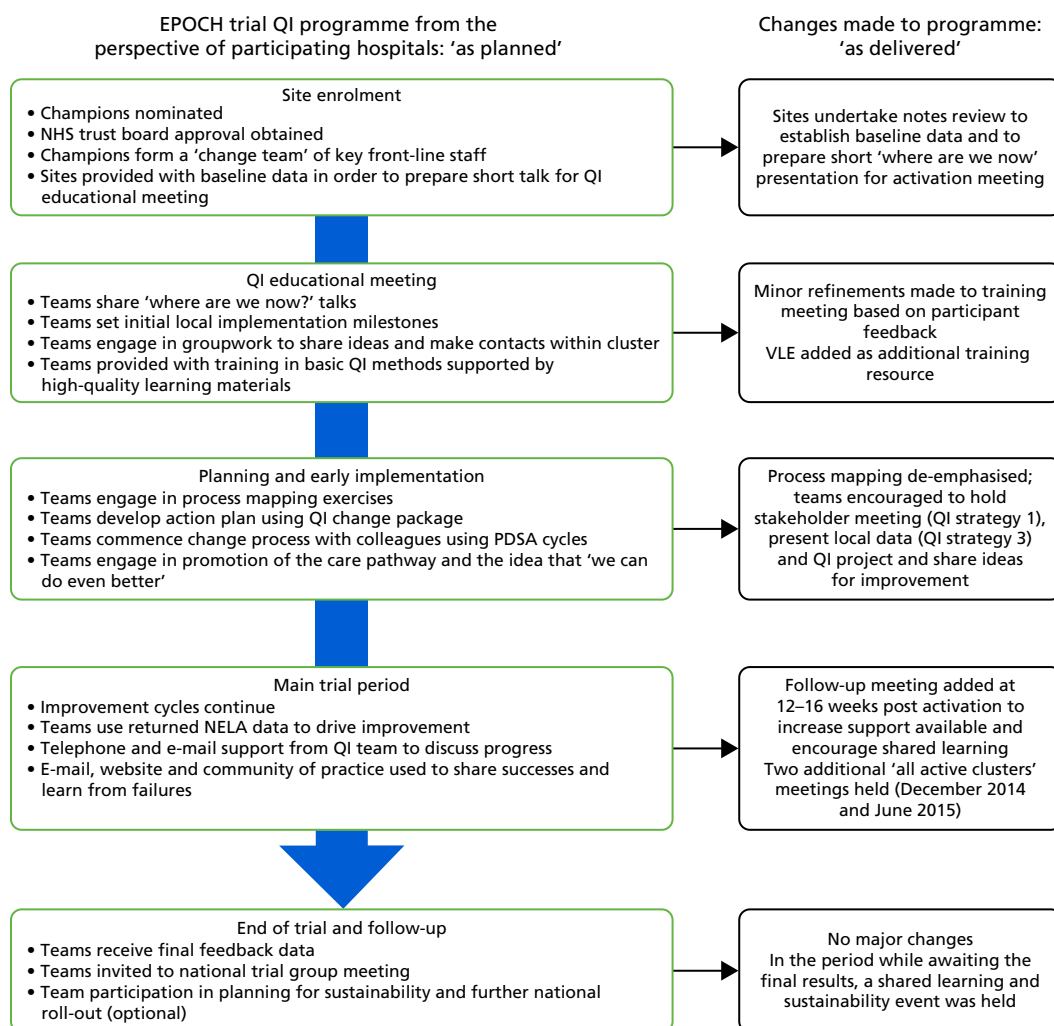 EPOCH trial QI programme from the
perspective of participating hospitals: ‘as planned’
Changes made to programme:
‘as delivered’
Site enrolment
• Champions nominated
• NHS trust board approval obtained
• Champions form a ‘change team’ of key front-line staff
• Sites provided with baseline data in order to prepare short talk for QI
educational meeting
Sites undertake notes review to
establish baseline data and to
prepare short ‘where are we now’
presentation for activation meeting
QI educational meeting
• Teams share ‘where are we now?’ talks
• Teams set initial local implementation milestones
• Teams engage in groupwork to share ideas and make contacts within cluster
• Teams provided with training in basic QI methods supported by
high-quality learning materials
Minor refinements made to training
meeting based on participant
feedback
VLE added as additional training
resource
Planning and early implementation
• Teams engage in process mapping exercises
• Teams develop action plan using QI change package
• Teams commence change process with colleagues using PDSA cycles
• Teams engage in promotion of the care pathway and the idea that ‘we can
do even better’
Process mapping de-emphasised;
teams encouraged to hold
stakeholder meeting (QI strategy 1),
present local data (QI strategy 3)
and QI project and share ideas
for improvement
Main trial period
• Improvement cycles continue
• Teams use returned NELA data to drive improvement
• Telephone and e-mail support from QI team to discuss progress
• E-mail, website and community of practice used to share successes and
learn from failures
Follow-up meeting added at
12–16 weeks post activation to
increase support available and
encourage shared learning
Two additional ‘all active clusters’
meetings held (December 2014
and June 2015)
End of trial and follow-up
• Teams receive final feedback data
• Teams invited to national trial group meeting
• Team participation in planning for sustainability and further national
roll-out (optional)
No major changes
In the period while awaiting the
final results, a shared learning and
sustainability event was held